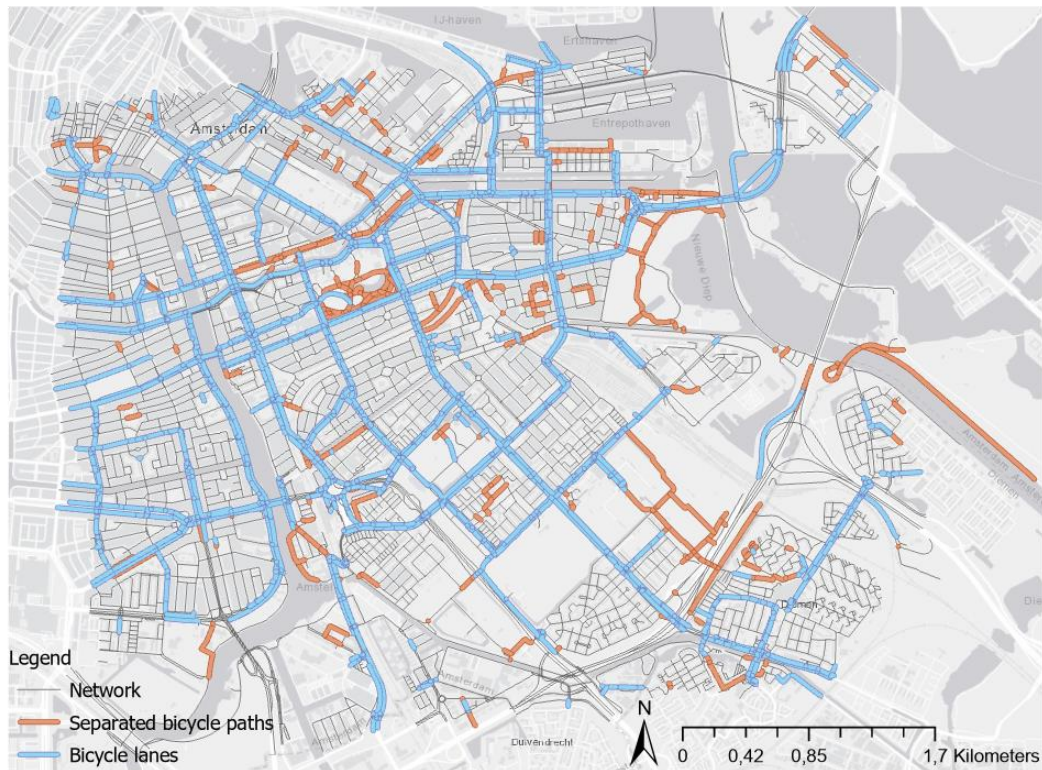 IJ-haven
Ertshaven
Entrepothaven
Amsterdam
Nieuwe Diep
Diemen
Amsterdam
Duivendrecht
Legend
Network
Separated bicycle paths
Bicycle lanes
N
0
0,42
0,85
1,7 Kilometers